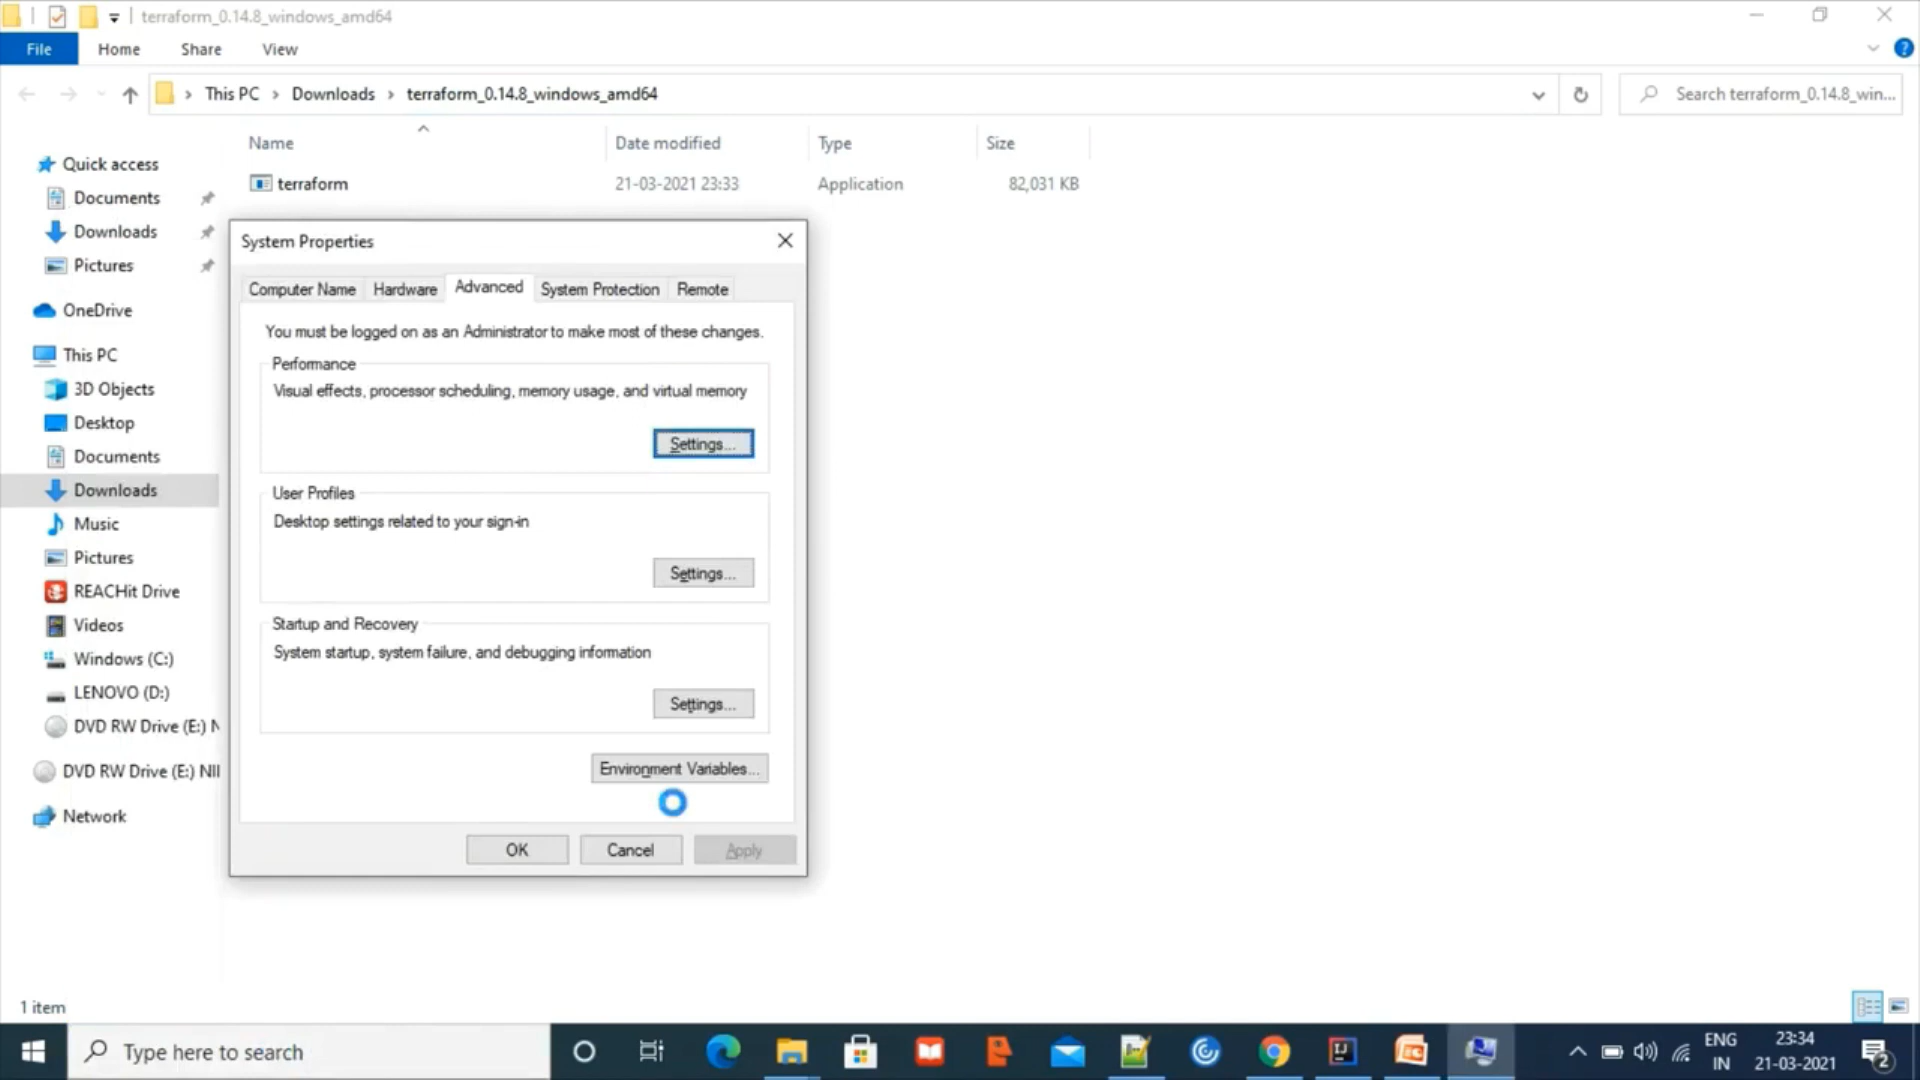 terraform_0.14.8_windows_amd64
File Home Share View
This PC Downloads terraform_0.14.8_windows_amd64
Search terraform_0.14.8_win...
Name Date modified Type Size
terraform 21-03-2021 23:33 Application 82,031 KB
Quick access
Documents
Downloads
Pictures
OneDrive
This PC
3D Objects
Desktop
Documents
Downloads
Music
Pictures
REACHit Drive
Videos
Windows (C:)
LENOVO (D:)
DVD RW Drive (E:) N
DVD RW Drive (E:) NII
Network
System Properties
Computer Name Hardware Advanced System Protection Remote
You must be logged on as an Administrator to make most of these changes.
Performance
Visual effects, processor scheduling, memory usage, and virtual memory
Settings...
User Profiles
Desktop settings related to your sign-in
Settings...
Startup and Recovery
System startup, system failure, and debugging information
Settings...
Environment Variables...
OK Cancel Apply
1 item
Type here to search
ENG
IN
23:34
21-03-2021
2